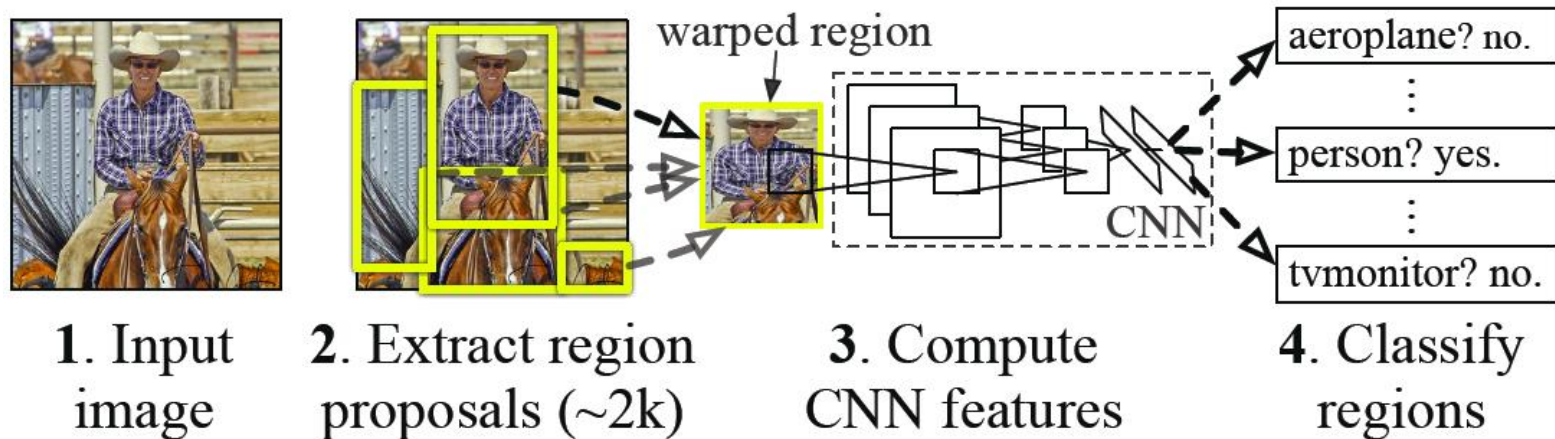 warped region
aeroplane? no.
person? yes.
CNN
tvmonitor? no.
1. Input
image
2. Extract region
proposals (~2k)
3. Compute
CNN features
4. Classify
regions